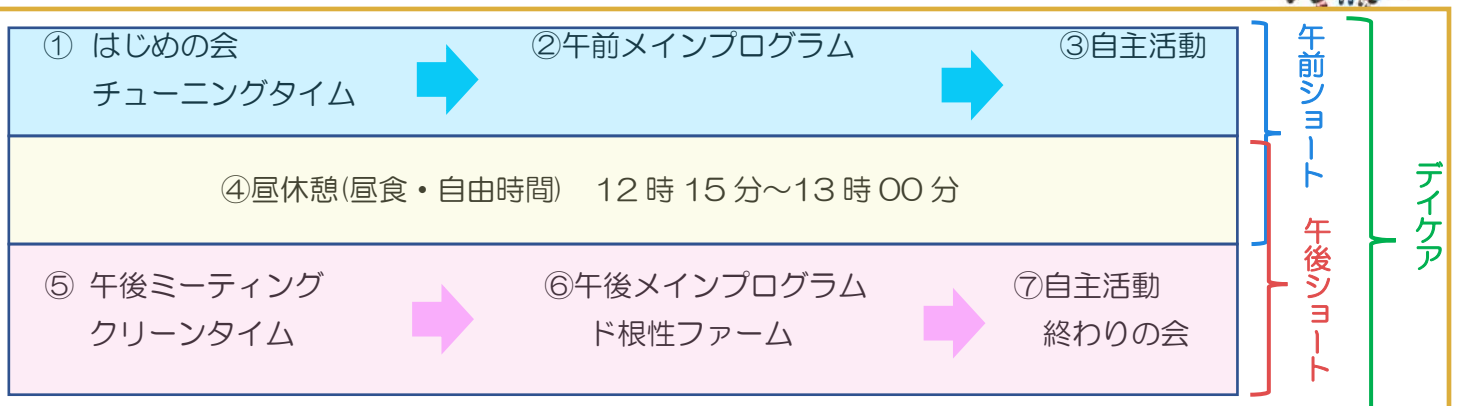 ① はじめの会
チューニングタイム
②午前メインプログラム
③自主活動
④昼休憩(昼食・自由時間) 12時15分～13時00分
⑤ 午後ミーティング
クリーンタイム
⑥午後メインプログラム
ド根性ファーム
⑦自主活動
終わりの会
午前ショート
午後ショート
デイケア